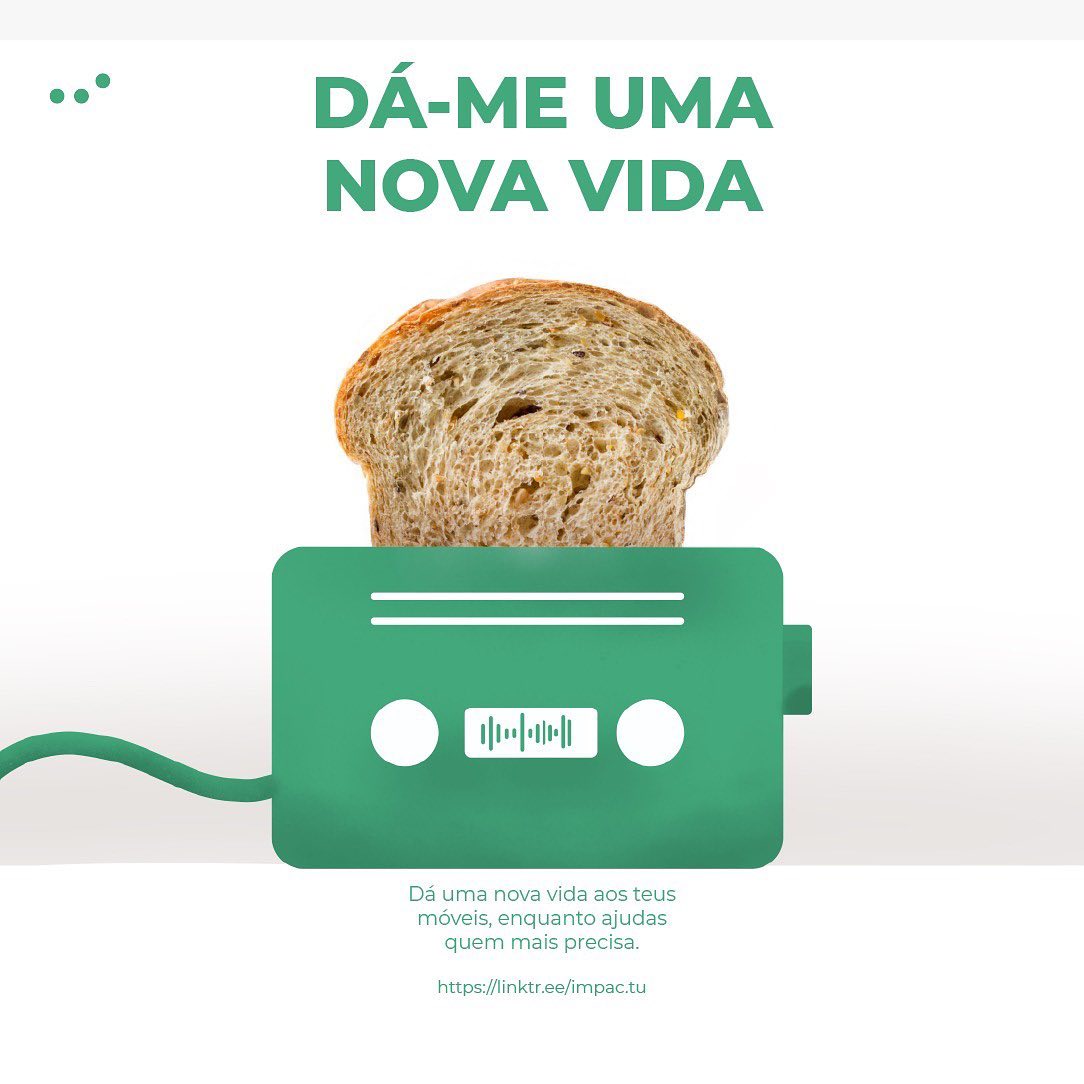 DÁ-ME UMA
NOVA VIDA
Dá uma nova vida aos teus
móveis, enquanto ajudas
quem mais precisa.
https://linktr.ee/impac.tu